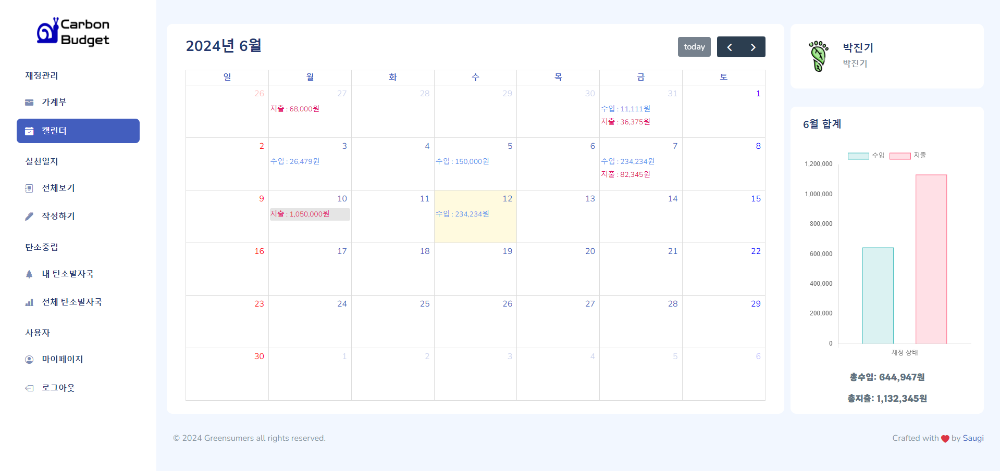 Carbon
Budget
재정관리
가계부
캘린더
실천일지
전체보기
작성하기
탄소중립
내 탄소발자국
전체 탄소발자국
사용자
마이페이지
로그아웃
2024년 6월
today
일 월 화 수 목 금 토
26 27 28 29 30 31 1
지출 : 68,000원 수입 : 11,111원
지출 : 36,375원
2 3 4 5 6 7 8
수입 : 26,479원 수입 : 150,000원 수입 : 234,234원
지출 : 82,345원
9 10 11 12 13 14 15
지출 : 1,050,000원 수입 : 234,234원
16 17 18 19 20 21 22
23 24 25 26 27 28 29
30 1 2 3 4 5 6
박진기
박진기
6월 합계
수입 지출
1,200,000
1,000,000
800,000
600,000
400,000
200,000
0
재정 상태
총수입: 644,947원
총지출: 1,132,345원
© 2024 Greensumers all rights reserved.
Crafted with by Saugi